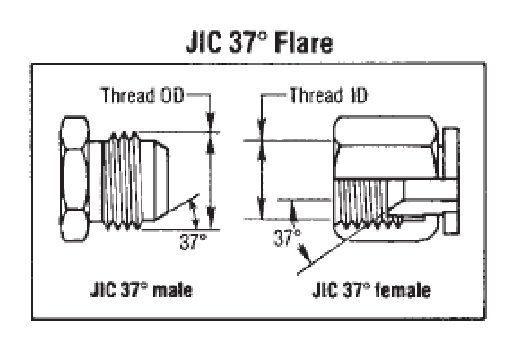 JIC 37° Flare
Thread OD
Thread ID
37°
37°
JIC 37° male
JIC 37° female